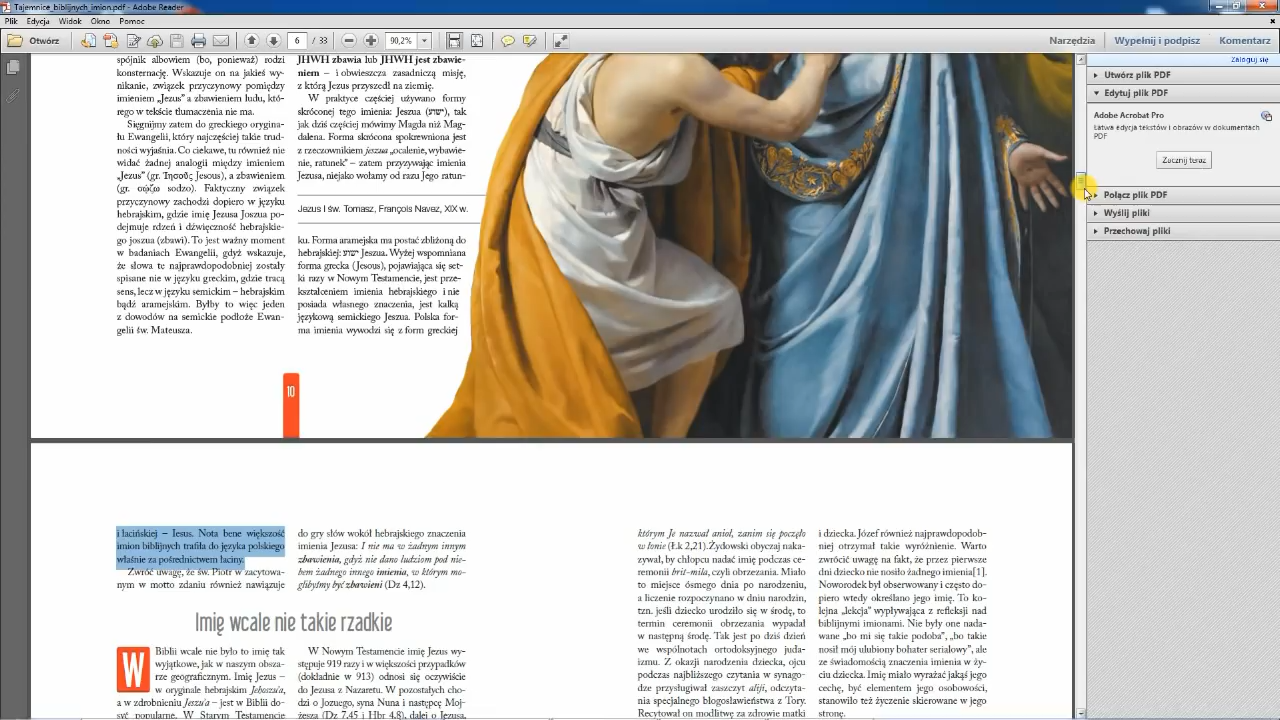 Tajemnice_biblijnych_imion.pdf - Adobe Reader
Plik Edycja Widok Okno Pomoc
Otwórz
6 / 33
90,2%
Narzędzia Wypełnij i podpisz Komentarz
Zaloguj się
Utwórz plik PDF
Edytuj plik PDF
Adobe Acrobat Pro
Łatwa edycja tekstów i obrazów w dokumentach
PDF
Zacznij teraz
Połącz plik PDF
Wyślij pliki
Przechowaj pliki
spójnik albowiem (bo, ponieważ) rodzi
konsternację. Wskazuje on na jakieś wy-
nikanie, związek przyczynowy pomiędzy
imieniem „Jezus” a zbawieniem ludu, któ-
rego w tekście tłumaczenia nie ma.
Sięgnijmy zatem do greckiego orygina-
łu Ewangelii, który najczęściej takie trud-
ności wyjaśnia. Co ciekawe, tu również nie
widać żadnej analogii między imieniem
„Jezus” (gr. Ἰησοῦς Jesous), a zbawieniem
(gr. σῴζω sodzo). Faktyczny związek
przyczynowy zachodzi dopiero w języku
hebrajskim, gdzie imię Jezusa Joszua po-
dejmuje rdzeń i dźwięczność hebrajskie-
go joszua (zbawi). To jest ważny moment
w badaniach Ewangelii, gdyż wskazuje,
że słowa te najprawdopodobniej zostały
spisane nie w języku greckim, gdzie tracą
sens, lecz w języku semickim – hebrajskim
bądź aramejskim. Byłby to więc jeden
z dowodów na semickie podłoże Ewan-
gelii św. Mateusza.
JHWH zbawia lub JHWH jest zbawie-
niem – i obwieszcza zasadniczą misję,
z którą Jezus przyszedł na ziemię.
W praktyce częściej używano formy
skróconej tego imienia: Jeszua (ישוע), tak
jak dziś częściej mówimy Magda niż Mag-
dalena. Forma skrócona spokrewniona jest
z rzeczownikiem jeszua „ocalenie, wybawie-
nie, ratunek” – zatem przyzywając imienia
Jezusa, niejako wołamy od razu Jego ratun-
Jezus i św. Tomasz, François Navez, XIX w.
ku. Forma aramejska ma postać zbliżoną do
hebrajskiej: ישוע Jeszua. Wyżej wspomniana
forma grecka (Jesous), pojawiająca się set-
ki razy w Nowym Testamencie, jest prze-
kształceniem imienia hebrajskiego i nie
posiada własnego znaczenia, jest kalką
językową semickiego Jeszua. Polska for-
ma imienia wywodzi się z form greckiej
10
i łacińskiej – Iesus. Nota bene większość
imion biblijnych trafiła do języka polskiego
właśnie za pośrednictwem łaciny.
Zwróć uwagę, że św. Piotr w zacytowa-
nym w motto zdaniu również nawiązuje
do gry słów wokół hebrajskiego znaczenia
imienia Jezusa: I nie ma w żadnym innym
zbawienia, gdyż nie dano ludziom pod nie-
bem żadnego innego imienia, w którym mo-
glibyśmy być zbawieni (Dz 4,12).
Imię wcale nie takie rzadkie
W Biblii wcale nie było to imię tak
wyjątkowe, jak w naszym obsza-
rze geograficznym. Imię Jezus –
w oryginale hebrajskim Jehoszu'a,
a w zdrobnieniu Jeszu'a – jest w Biblii do-
syć popularne. W Starym Testamencie
W Nowym Testamencie imię Jezus wy-
stępuje 919 razy i w większości przypadków
(dokładnie w 913) odnosi się oczywiście
do Jezusa z Nazaretu. W pozostałych cho-
dzi o Jozuego, syna Nuna i następcę Moj-
żesza (Dz 7,45 i Hbr 4,8), dalej o Jezusa,
którym Je nazwał anioł, zanim się poczęło
w łonie (Łk 2,21). Żydowski obyczaj naka-
zywał, by chłopcu nadać imię podczas ce-
remonii brit-mila, czyli obrzezania. Miało
to miejsce ósmego dnia po narodzeniu,
a liczenie rozpoczynano w dniu narodzin,
tzn. jeśli dziecko urodziło się w środę, to
termin ceremonii obrzezania wypadał
w następną środę. Tak jest po dziś dzień
we wspólnotach ortodoksyjnego juda-
izmu. Z okazji narodzenia dziecka, ojcu
podczas najbliższego czytania w synago-
dze przysługiwał zaszczyt aliji, odczyta-
nia specjalnego błogosławieństwa z Tory.
Recytował on modlitwę za zdrowie matki
i dziecka. Józef również najprawdopodob-
niej otrzymał takie wyróżnienie. Warto
zwrócić uwagę na fakt, że przez pierwsze
dni dziecko nie nosiło żadnego imienia[1].
Noworodek był obserwowany i często do-
piero wtedy określano jego imię. To ko-
lejna „lekcja” wypływająca z refleksji nad
biblijnymi imionami. Nie były one nada-
wane „bo mi się takie podoba”, „bo takie
nosił mój ulubiony bohater serialowy”, ale
ze świadomością znaczenia imienia w ży-
ciu dziecka. Imię miało wyrażać jakąś jego
cechę, być elementem jego osobowości,
stanowiło też życzenie skierowane w jego
stronę.